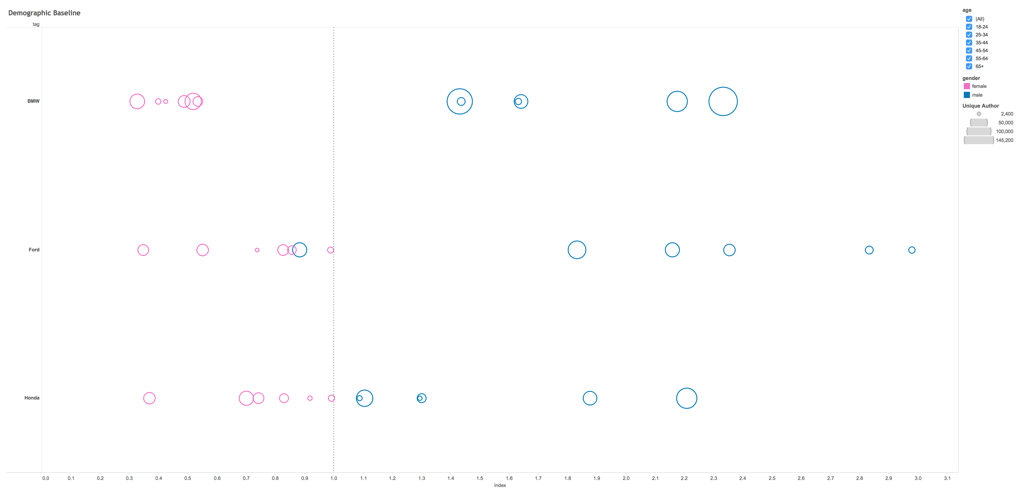 Demographic Baseline
tag
BMW
Ford
Honda
0.0 0.1 0.2 0.3 0.4 0.5 0.6 0.7 0.8 0.9 1.0 1.1 1.2 1.3 1.4 1.5 1.6 1.7 1.8 1.9 2.0 2.1 2.2 2.3 2.4 2.5 2.6 2.7 2.8 2.9 3.0 3.1
index
age
(All)
18-24
25-34
35-44
45-54
55-64
65+
gender
female
male
Unique Author
2,400
50,000
100,000
145,200